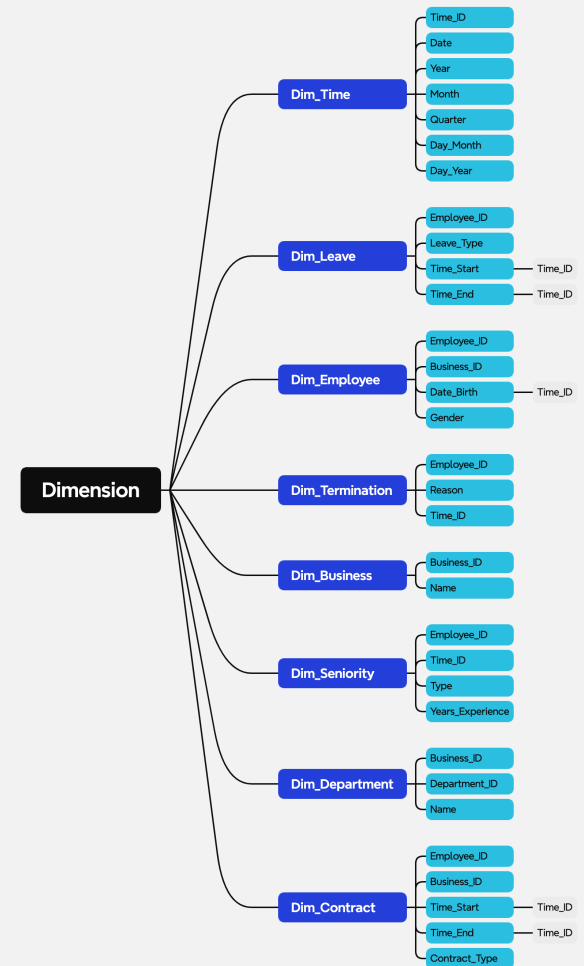 Dimension
Dim_Time
Time_ID
Date
Year
Month
Quarter
Day_Month
Day_Year
Dim_Leave
Employee_ID
Leave_Type
Time_Start
Time_ID
Time_End
Time_ID
Dim_Employee
Employee_ID
Business_ID
Date_Birth
Time_ID
Gender
Dim_Termination
Employee_ID
Reason
Time_ID
Dim_Business
Business_ID
Name
Dim_Seniority
Employee_ID
Time_ID
Type
Years_Experience
Dim_Department
Business_ID
Department_ID
Name
Dim_Contract
Employee_ID
Business_ID
Time_Start
Time_ID
Time_End
Time_ID
Contract_Type